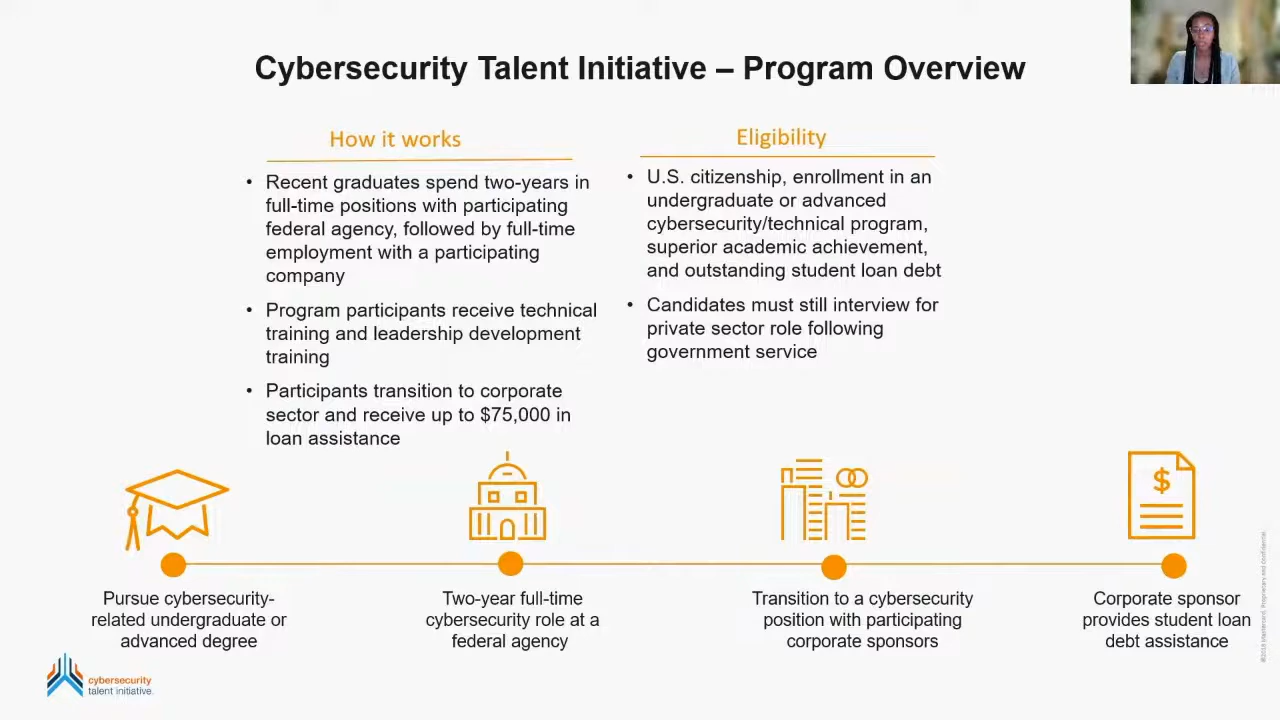 Cybersecurity Talent Initiative – Program Overview
How it works
• Recent graduates spend two-years in
full-time positions with participating
federal agency, followed by full-time
employment with a participating
company
• Program participants receive technical
training and leadership development
training
• Participants transition to corporate
sector and receive up to $75,000 in
loan assistance
Eligibility
• U.S. citizenship, enrollment in an
undergraduate or advanced
cybersecurity/technical program,
superior academic achievement,
and outstanding student loan debt
• Candidates must still interview for
private sector role following
government service
$
Pursue cybersecurity-
related undergraduate or
advanced degree
Two-year full-time
cybersecurity role at a
federal agency
Transition to a cybersecurity
position with participating
corporate sponsors
Corporate sponsor
provides student loan
debt assistance
cybersecurity
talent initiative.
Mastercard. Proprietary and Confidential.